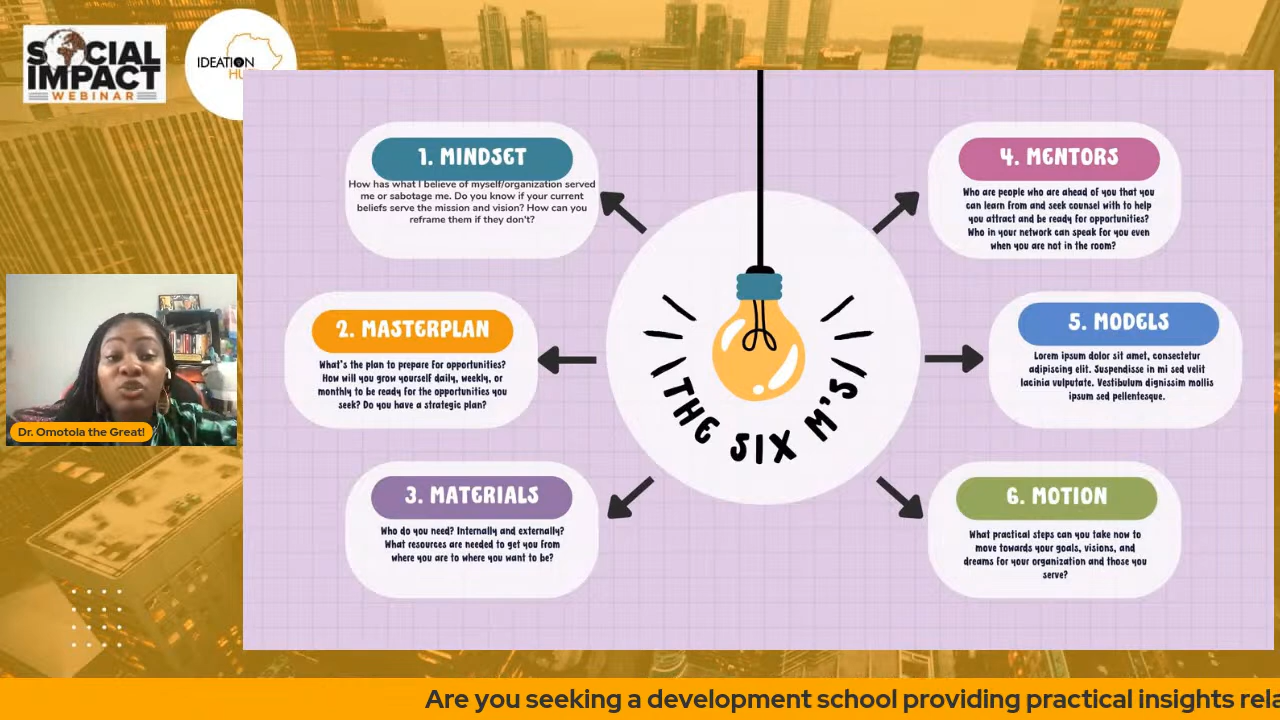 SOCIAL
IMPACT
WEBINAR
IDEATION
HU
1. MINDSET
How has what I believe of myself/organization served
me or sabotage me. Do you know if your current
beliefs serve the mission and vision? How can you
reframe them if they don't?
2. MASTERPLAN
What's the plan to prepare for opportunities?
How will you grow yourself daily, weekly, or
monthly to be ready for the opportunities you
seek? Do you have a strategic plan?
3. MATERIALS
Who do you need? Internally and externally?
What resources are needed to get you from
where you are to where you want to be?
THE SIX M'S
4. MENTORS
Who are people who are ahead of you that you
can learn from and seek counsel with to help
you attract and be ready for opportunities?
Who in your network can speak for you even
when you are not in the room?
5. MODELS
Lorem ipsum dolor sit amet, consectetur
adipiscing elit. Suspendisse in mi sed velit
lacinia vulputate. Vestibulum dignissim mollis
ipsum sed pellentesque.
6. MOTION
What practical steps can you take now to
move towards your goals, visions, and
dreams for your organization and those you
serve?
Dr. Omotola the Great!
Are you seeking a development school providing practical insights rela